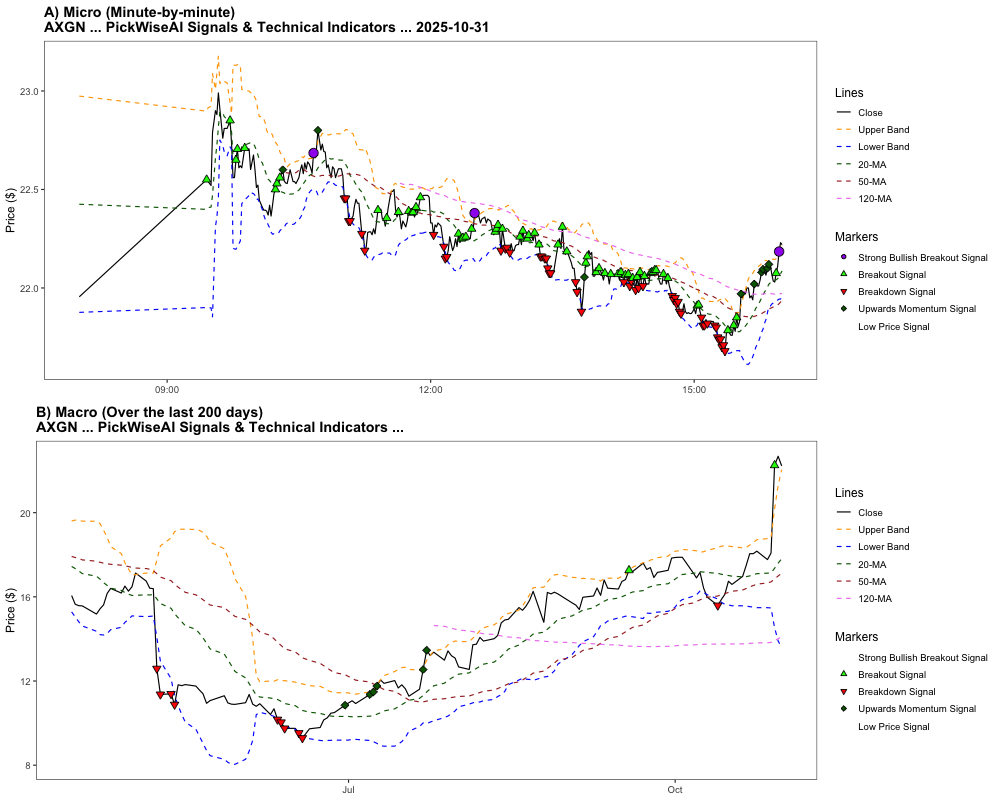 A) Micro (Minute-by-minute)
AXGN ... PickWiseAI Signals & Technical Indicators ... 2025-10-31
Price ($)
23.0
22.5
22.0
09:00
12:00
15:00
Lines
Close
Upper Band
Lower Band
20-MA
50-MA
120-MA
Markers
Strong Bullish Breakout Signal
Breakout Signal
Breakdown Signal
Upwards Momentum Signal
Low Price Signal
B) Macro (Over the last 200 days)
AXGN ... PickWiseAI Signals & Technical Indicators ...
Price ($)
20
16
12
8
Jul
Oct
Lines
Close
Upper Band
Lower Band
20-MA
50-MA
120-MA
Markers
Strong Bullish Breakout Signal
Breakout Signal
Breakdown Signal
Upwards Momentum Signal
Low Price Signal